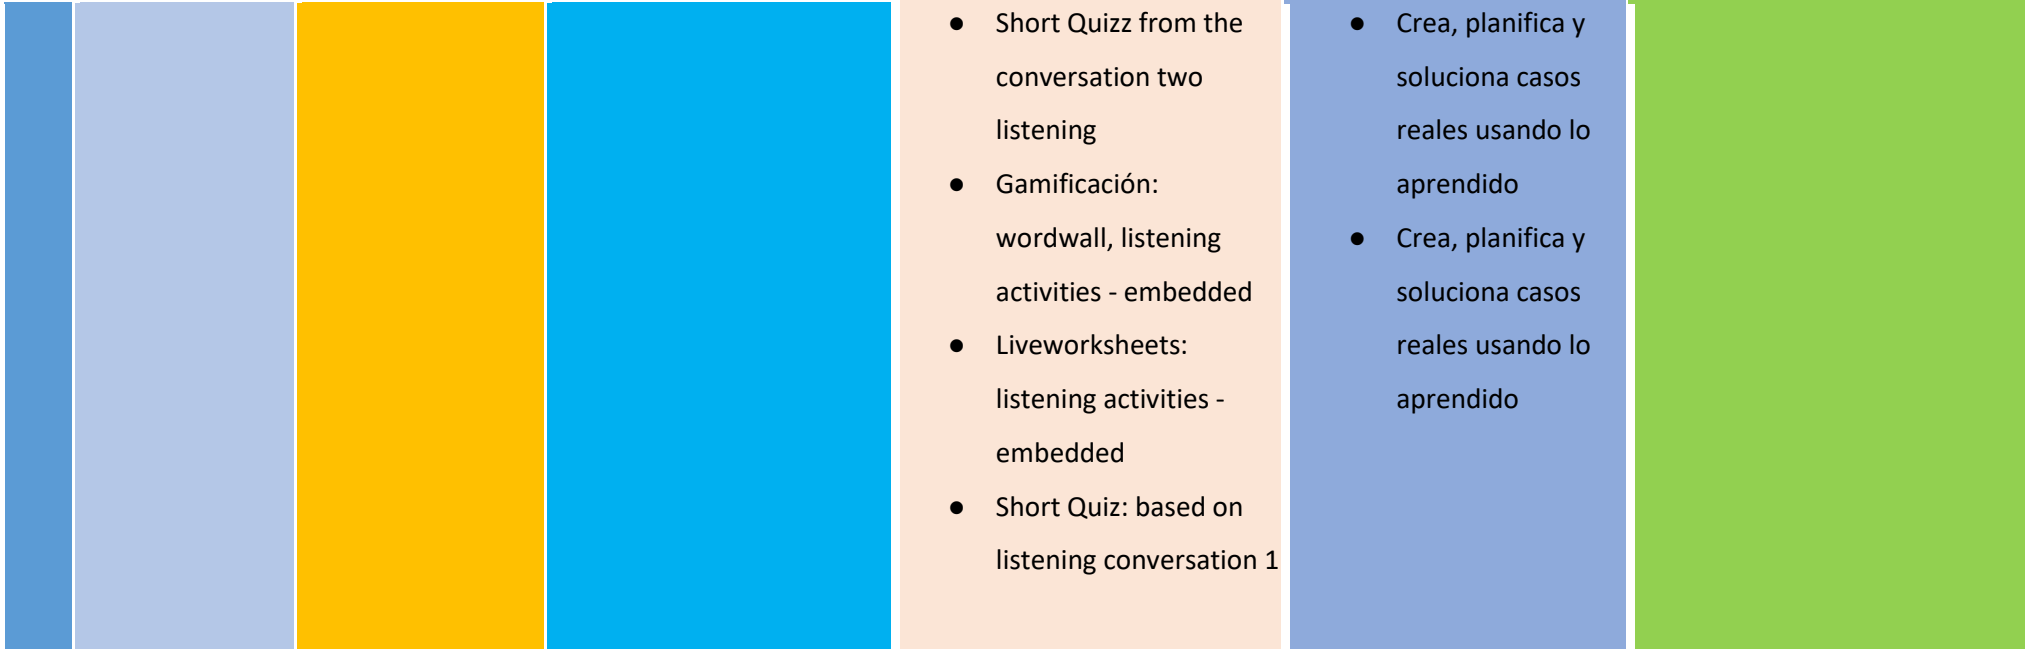 ● Short Quizz from the
conversation two
listening
● Gamificación:
wordwall, listening
activities - embedded
● Liveworksheets:
listening activities -
embedded
● Short Quiz: based on
listening conversation 1
● Crea, planifica y
soluciona casos
reales usando lo
aprendido
● Crea, planifica y
soluciona casos
reales usando lo
aprendido